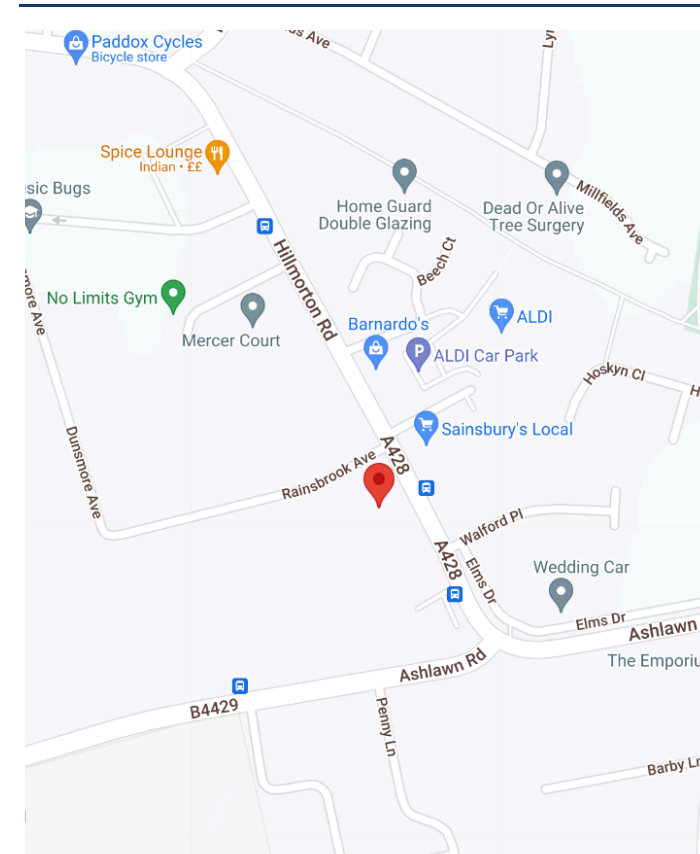 Paddox Cycles
Bicycle store
Ave
Spice Lounge
Indian • ££
sic Bugs
Home Guard
Double Glazing
Dead Or Alive
Tree Surgery
Millfields Ave
Hillmorton Rd
Beech Ct
No Limits Gym
Mercer Court
Barnardo's
ALDI
P
ALDI Car Park
more Ave
Hoskyn Cl
H
Sainsbury's Local
Dunsmore Ave
Rainsbrook Ave
A428
Walford Pl
A428
Elms Dr
Wedding Car
Elms Dr
Ashlawn
The Emporiu
Ashlawn Rd
B4429
Penny Ln
Barby Ln